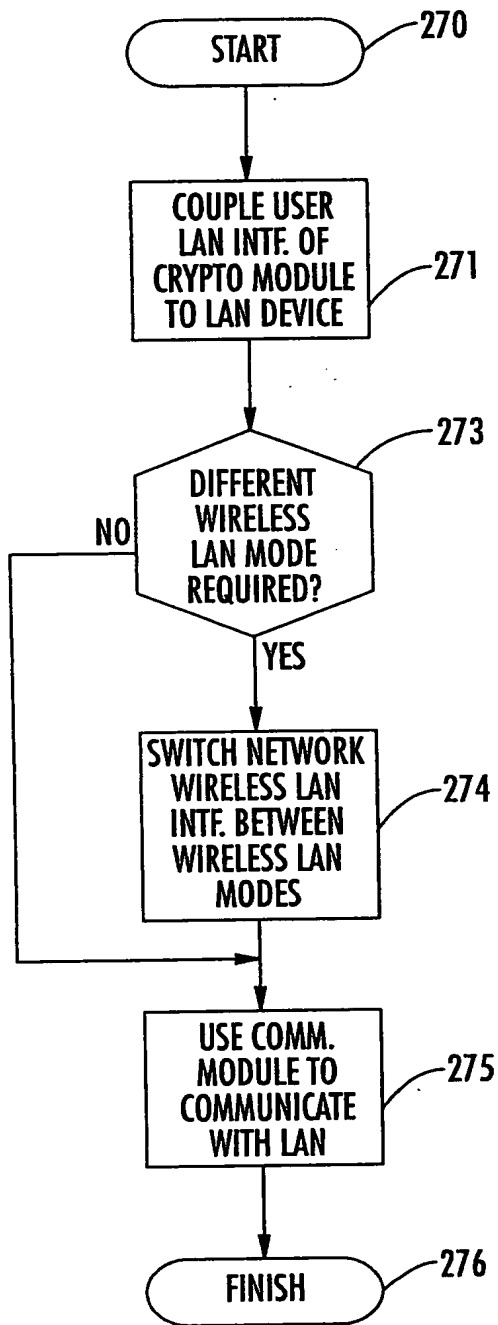 START
270
COUPLE USER
LAN INTF. OF
CRYPTO MODULE
TO LAN DEVICE
271
273
DIFFERENT
WIRELESS
LAN MODE
REQUIRED?
NO
YES
SWITCH NETWORK
WIRELESS LAN
INTF. BETWEEN
WIRELESS LAN
MODES
274
USE COMM.
MODULE TO
COMMUNICATE
WITH LAN
275
FINISH
276